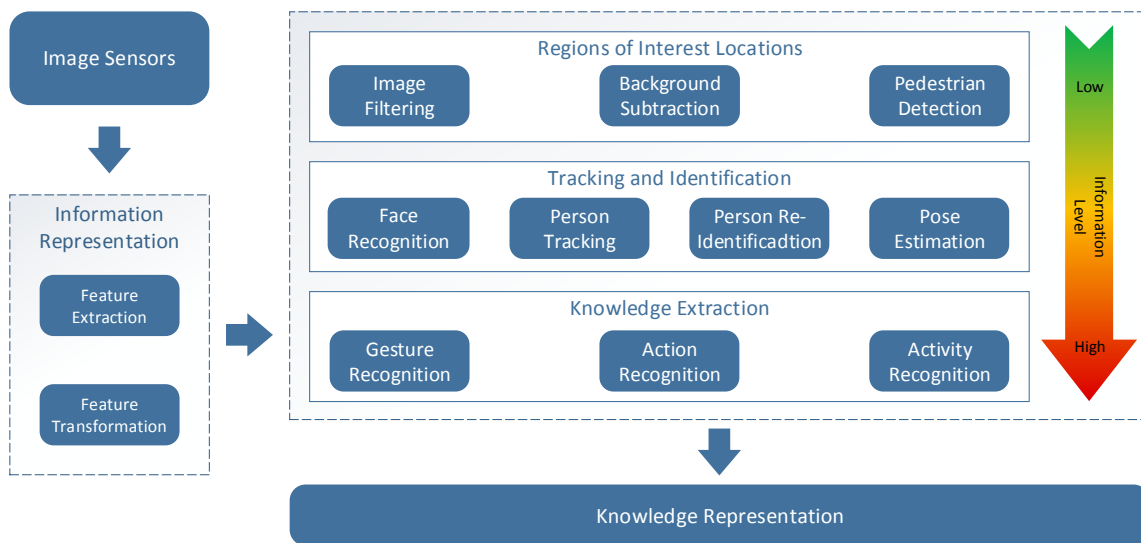 Image Sensors
Information
Representation
Feature
Extraction
Feature
Transformation
Regions of Interest Locations
Image
Filtering
Background
Subtraction
Pedestrian
Detection
Tracking and Identification
Face
Recognition
Person
Tracking
Person Re-
Identificadtion
Pose
Estimation
Knowledge Extraction
Gesture
Recognition
Action
Recognition
Activity
Recognition
Low
Information
Level
High
Knowledge Representation